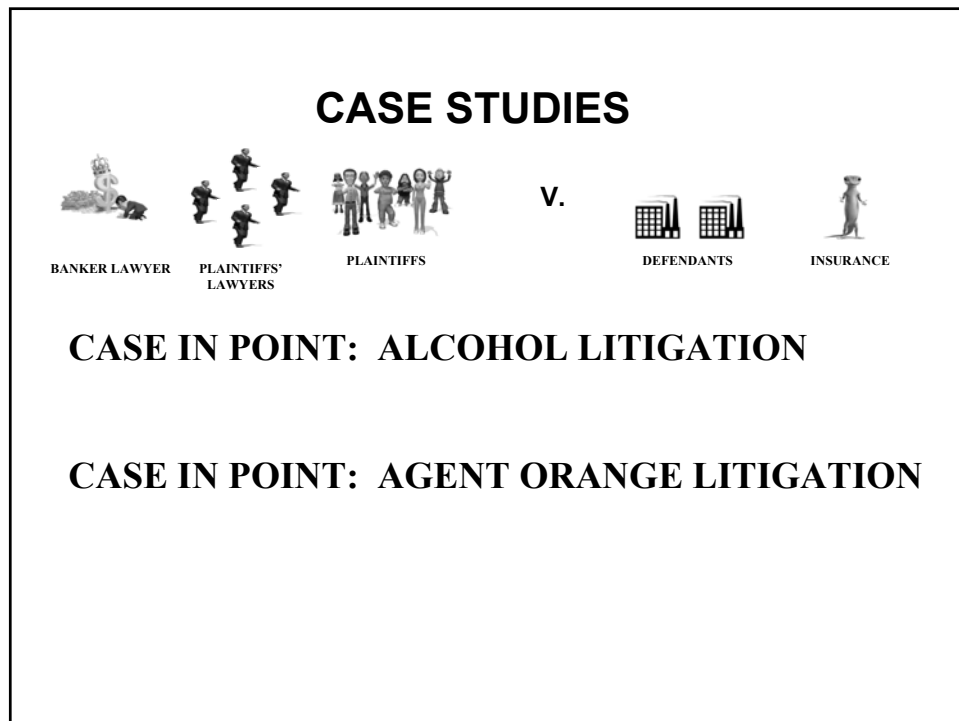 CASE STUDIES
V.
BANKER LAWYER
PLAINTIFFS'
LAWYERS
PLAINTIFFS
DEFENDANTS
INSURANCE
CASE IN POINT: ALCOHOL LITIGATION
CASE IN POINT: AGENT ORANGE LITIGATION